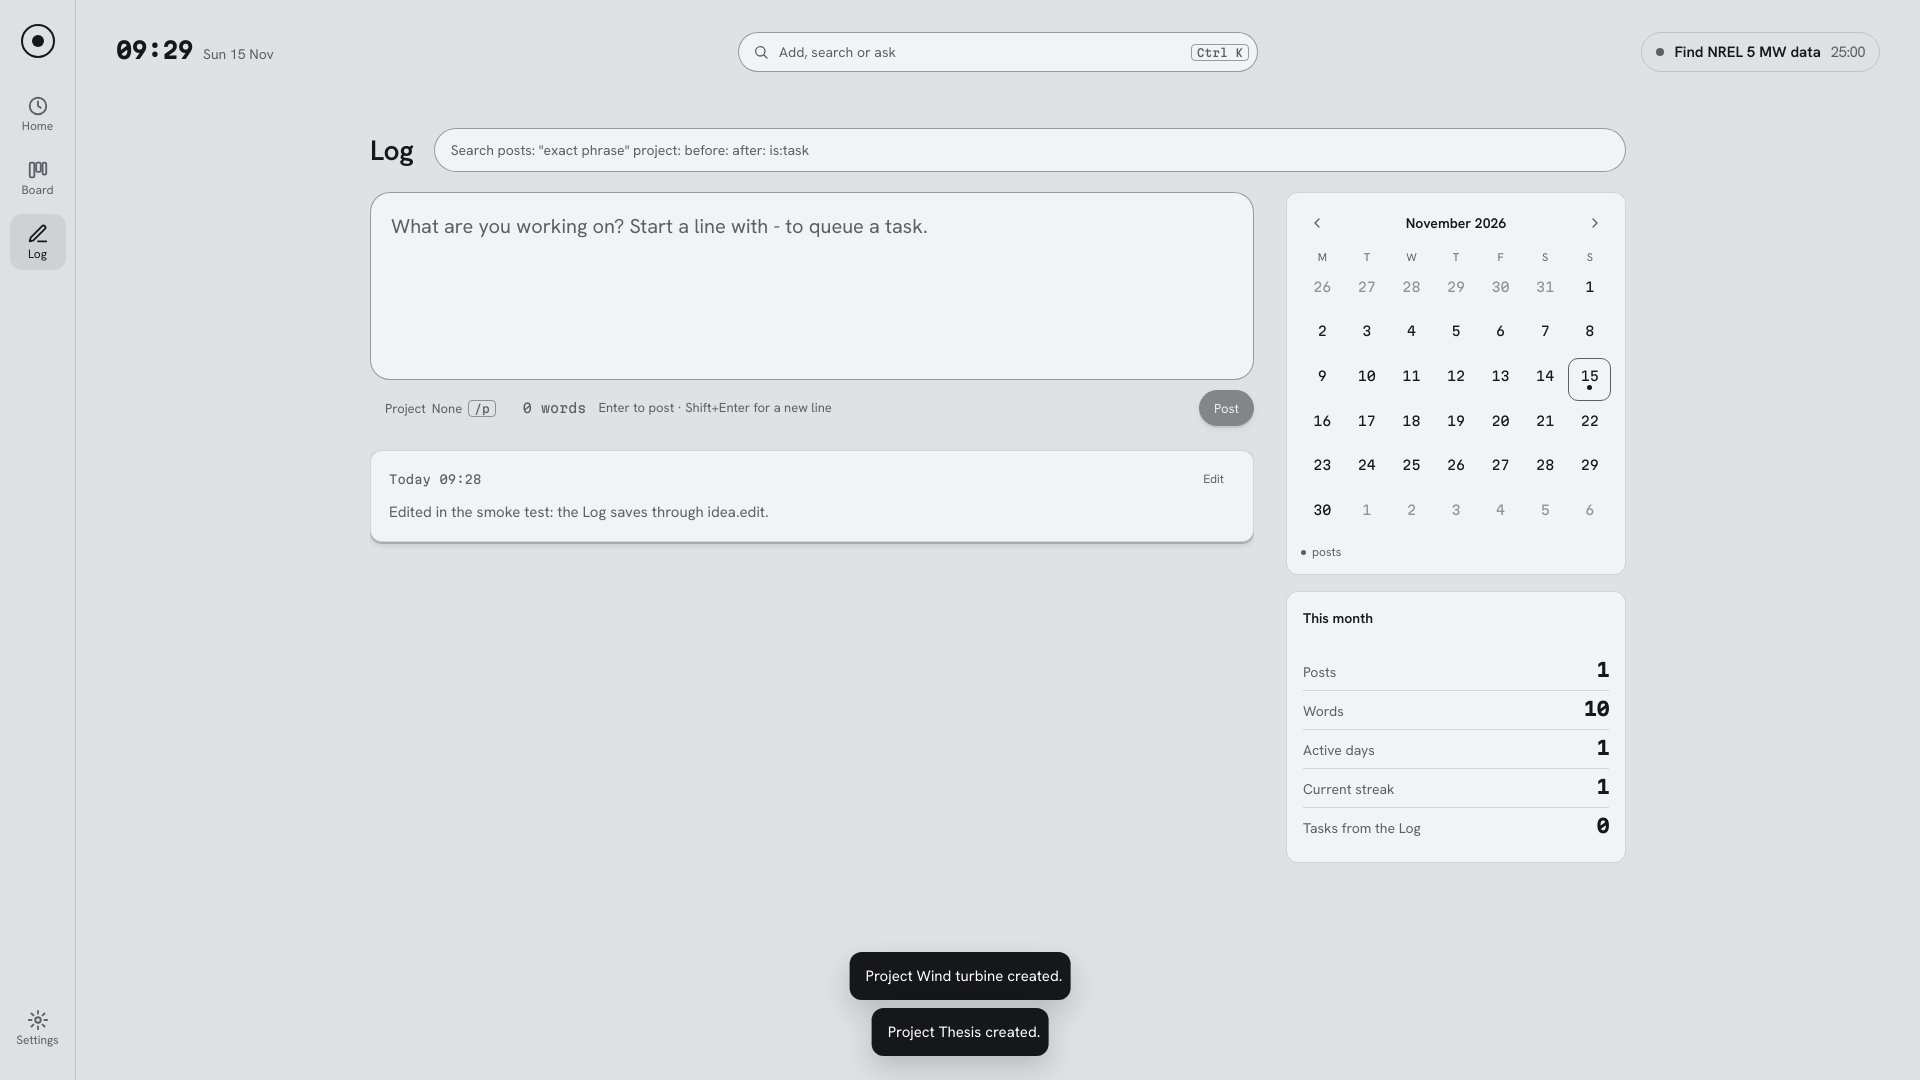 09:29 Sun 15 Nov
Add, search or ask Ctrl K
Find NREL 5 MW data 25:00
Home
Board
Log
Settings
Log
Search posts: "exact phrase" project: before: after: is:task
What are you working on? Start a line with - to queue a task.
Project None /p 0 words Enter to post · Shift+Enter for a new line Post
Today 09:28 Edit
Edited in the smoke test: the Log saves through idea.edit.
November 2026
M T W T F S S
26 27 28 29 30 31 1
2 3 4 5 6 7 8
9 10 11 12 13 14 15
16 17 18 19 20 21 22
23 24 25 26 27 28 29
30 1 2 3 4 5 6
posts
This month
Posts 1
Words 10
Active days 1
Current streak 1
Tasks from the Log 0
Project Wind turbine created.
Project Thesis created.